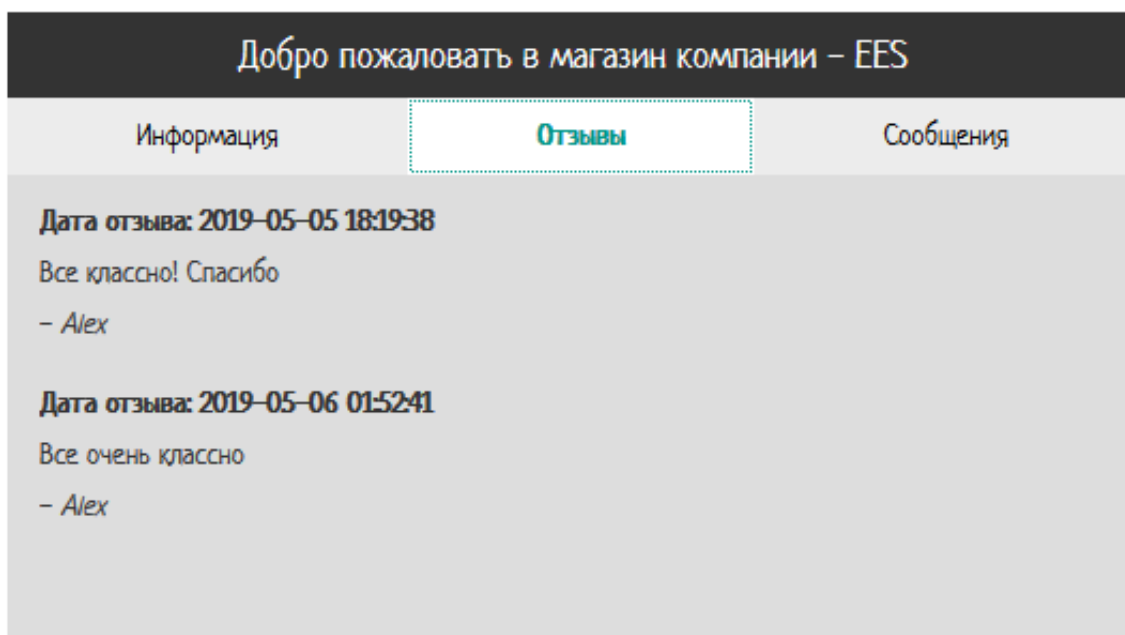 Добро пожаловать в магазин компании – EES
Информация
Отзывы
Сообщения
Дата отзыва: 2019-05-05 18:19:38
Все классно! Спасибо
– Alex
Дата отзыва: 2019-05-06 01:52:41
Все очень классно
– Alex